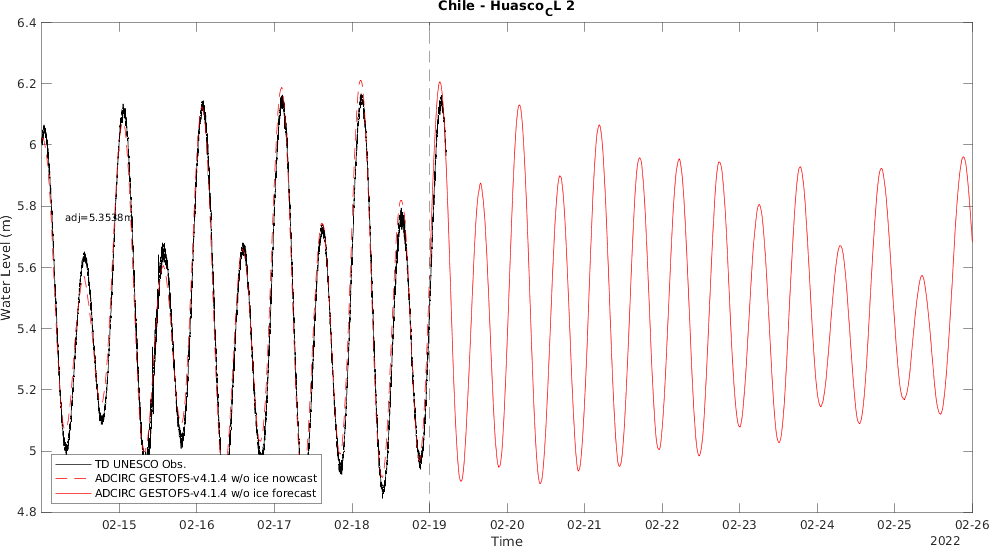 Chile - Huasco_CL 2
6.4
6.2
6
5.8
5.6
5.4
5.2
5
4.8
Water Level (m)
adj=5.3538m
TD UNESCO Obs.
ADCIRC GESTOFS-v4.1.4 w/o ice nowcast
ADCIRC GESTOFS-v4.1.4 w/o ice forecast
02-15 02-16 02-17 02-18 02-19 02-20 02-21 02-22 02-23 02-24 02-25 02-26
Time
2022